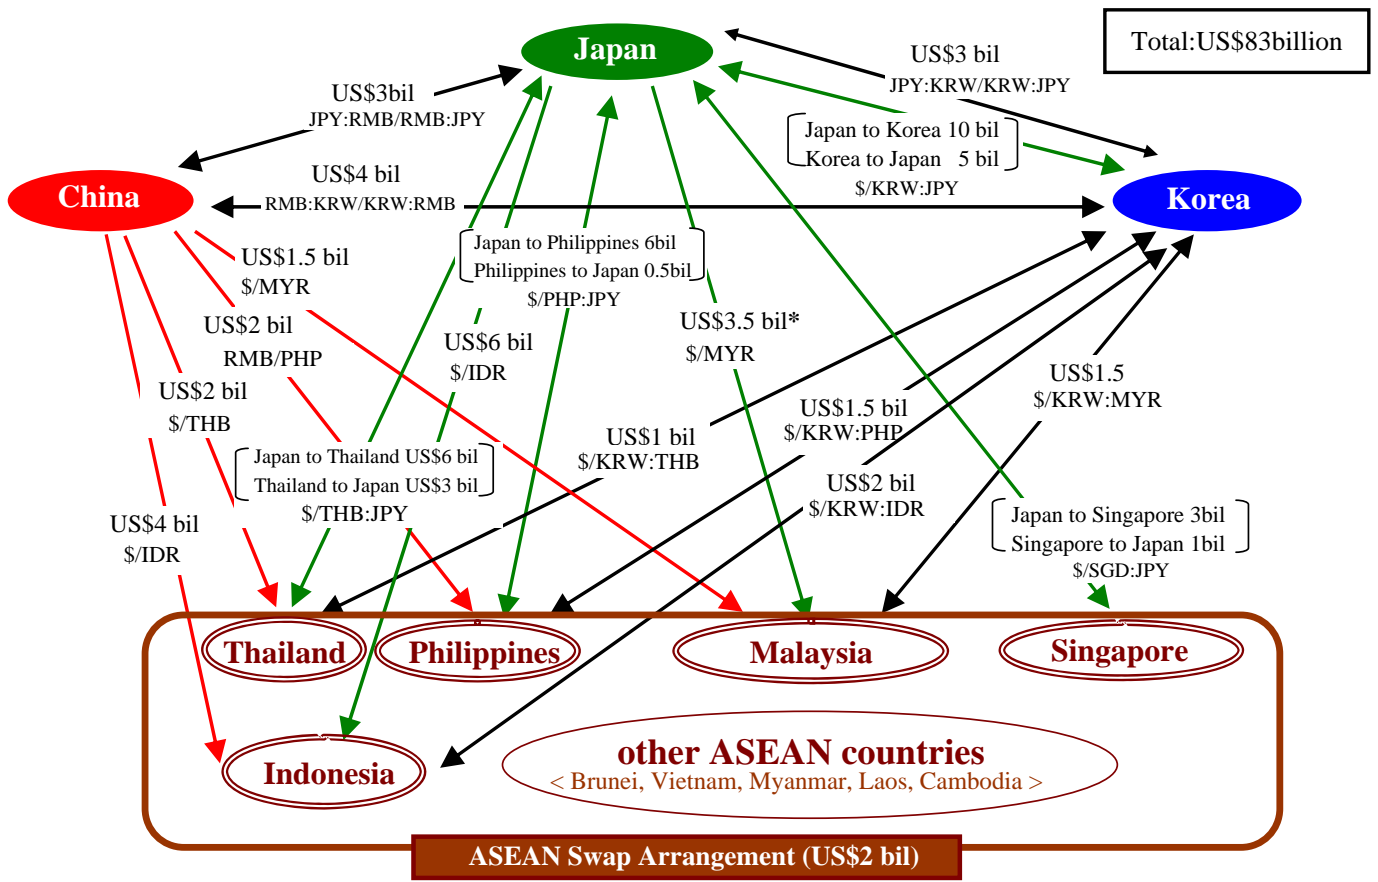 Japan
Total:US$83billion
US$3 bil
JPY:KRW/KRW:JPY
US$3bil
JPY:RMB/RMB:JPY
Japan to Korea 10 bil
Korea to Japan 5 bil
$/KRW:JPY
US$4 bil
RMB:KRW/KRW:RMB
China
Korea
Japan to Philippines 6bil
Philippines to Japan 0.5bil
$/PHP:JPY
US$1.5 bil
$/MYR
US$2 bil
RMB/PHP
US$6 bil
$/IDR
US$3.5 bil*
$/MYR
US$2 bil
$/THB
US$1.5
$/KRW:MYR
US$1.5 bil
$/KRW:PHP
US$1 bil
$/KRW:THB
Japan to Thailand US$6 bil
Thailand to Japan US$3 bil
$/THB:JPY
US$2 bil
$/KRW:IDR
US$4 bil
$/IDR
Japan to Singapore 3bil
Singapore to Japan 1bil
$/SGD:JPY
Thailand
Philippines
Malaysia
Singapore
Indonesia
other ASEAN countries
< Brunei, Vietnam, Myanmar, Laos, Cambodia >
ASEAN Swap Arrangement (US$2 bil)